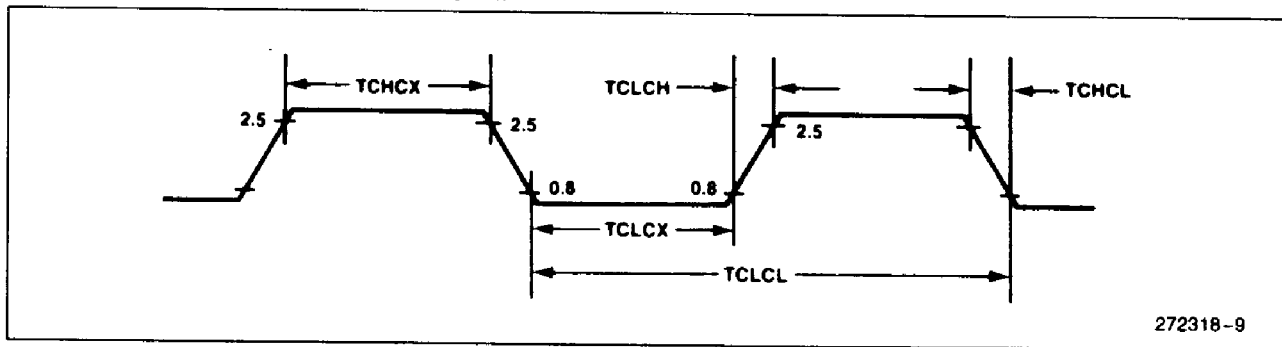 TCHCX
TCLCH
TCHCL
2.5
2.5
2.5
0.8
0.8
TCLCX
TCLCL
272318-9